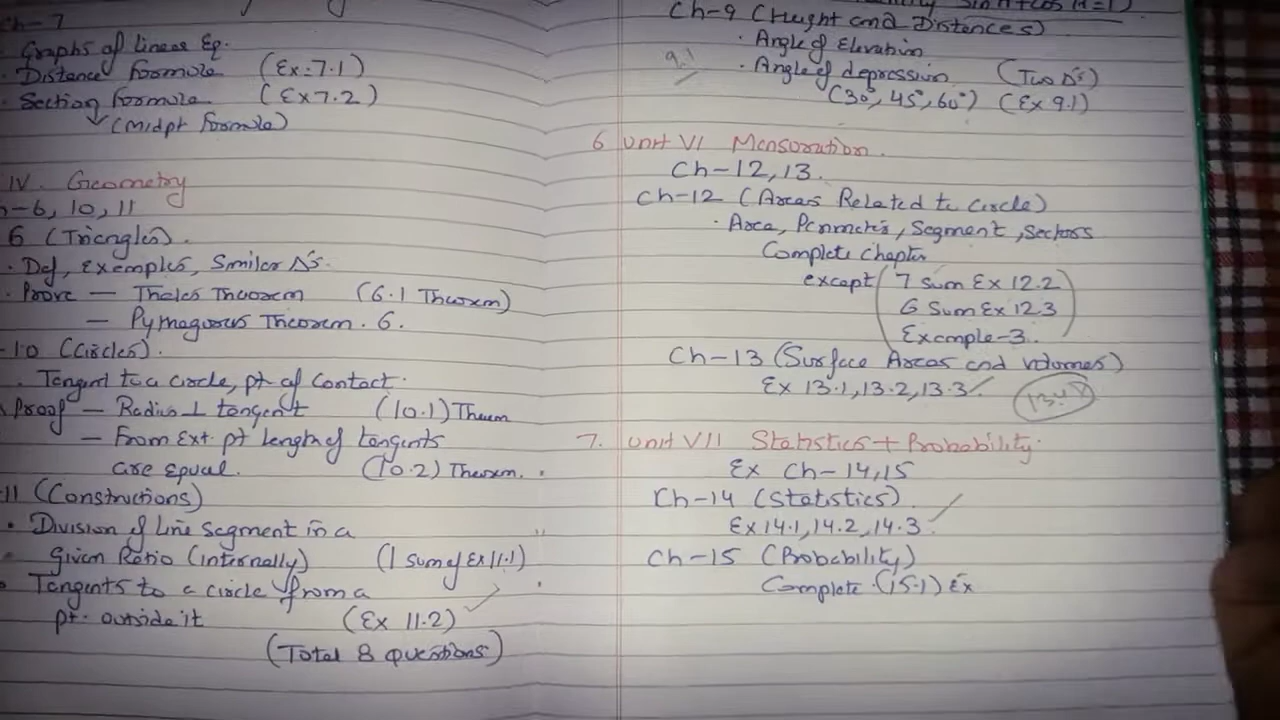 Ch-7
· Graphs of linear Eq.
· Distance formula (Ex-7.1)
· Section formula (Ex 7.2)
(Midpt formula)
IV. Geometry
-6, 10, 11
6 (Triangles).
· Def, Examples, Similar Δ's.
· Prove — Thales Theorem (6.1 Theorem)
— Pythagorus Theorem. 6.
-10 (Circles).
· Tangent to a circle, pt of Contact.
Proof — Radius ⊥ tangent (10.1) Theorem
— From Ext. pt length of tangents
are equal. (10.2) Theorem.
-11 (Constructions)
· Division of line segment in a
given Ratio (internally) (1 sum of Ex 11.1)
· Tangents to a circle from a
pt. outside it (Ex 11.2)
(Total 8 questions)
Ch-9 (Height and Distances)
· Angle of Elevation
9.1
· Angle of depression (Two Δ's)
(30°, 45°, 60°) (Ex 9.1)
6 Unit VI Mensuration.
Ch-12, 13.
Ch-12 (Areas Related to Circle)
· Area, Perimeter, Segment, Sectors
Complete Chapter
except (7 sum Ex 12.2
6 Sum Ex 12.3
Example-3.)
Ch-13 (Surface Areas and volumes)
Ex 13.1, 13.2, 13.3 ✓
7. Unit VII Statistics + Probability.
Ex Ch-14, 15
Ch-14 (Statistics).
Ex 14.1, 14.2, 14.3.
Ch-15 (Probability)
Complete (15.1) Ex